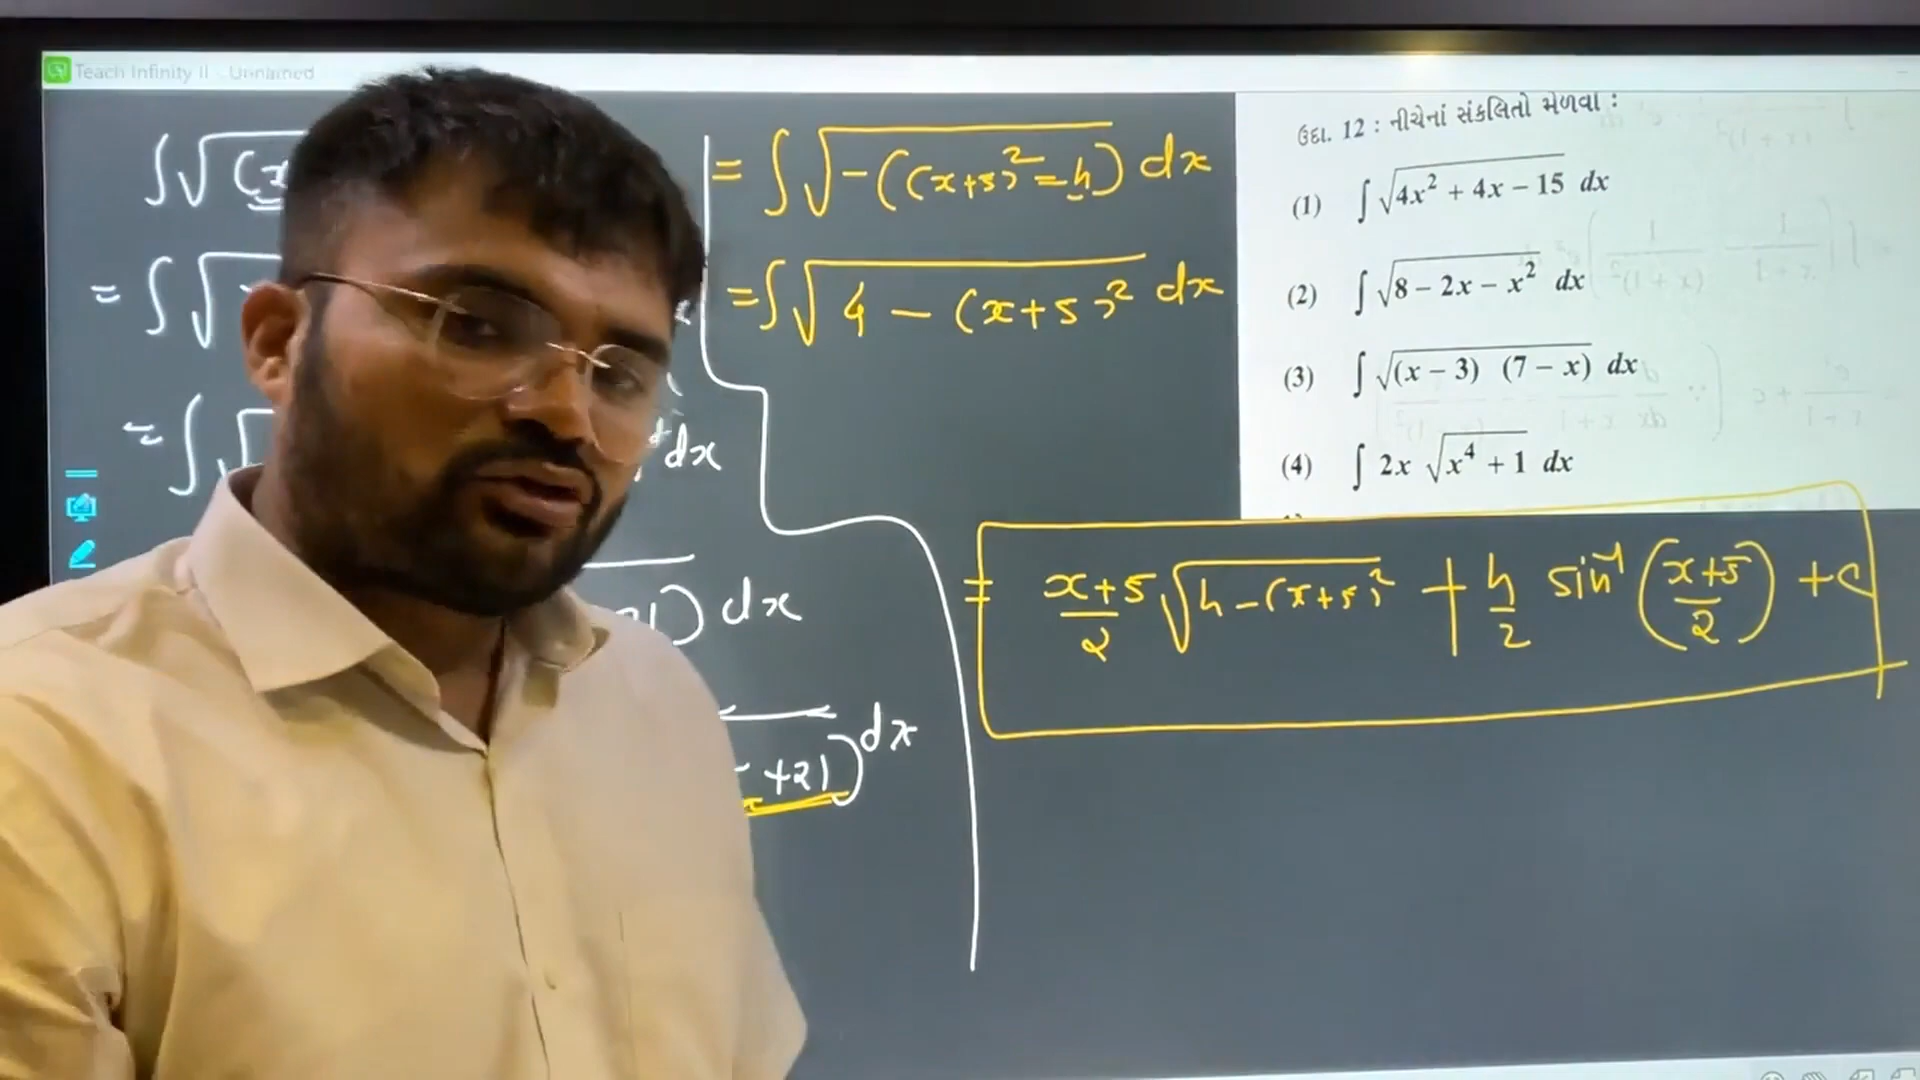 Teach Infinity II - Unnamed
∫√(x
= ∫√
= ∫√ dx
21) dx
+21) dx
= ∫√-((x+5)² - 4) dx
= ∫√4 - (x+5)² dx
ઉદા. 12 : નીચેનાં સંકલિતો મેળવો :
(1) ∫ √4x² + 4x – 15 dx
(2) ∫ √8 – 2x – x² dx
(3) ∫ √(x – 3) (7 – x) dx
(4) ∫ 2x √x⁴ + 1 dx
= x+5/2 √4-(x+5)² + 4/2 sin⁻¹ (x+5/2) + c